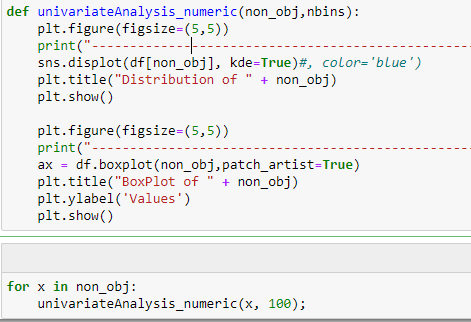 def univariateAnalysis_numeric(non_obj,nbins):
    plt.figure(figsize=(5,5))
    print("----------------------------------------------------
    sns.displot(df[non_obj], kde=True)#, color='blue')
    plt.title("Distribution of " + non_obj)
    plt.show()
    plt.figure(figsize=(5,5))
    print("----------------------------------------------------
    ax = df.boxplot(non_obj,patch_artist=True)
    plt.title("BoxPlot of " + non_obj)
    plt.ylabel('Values')
    plt.show()
for x in non_obj:
    univariateAnalysis_numeric(x, 100);